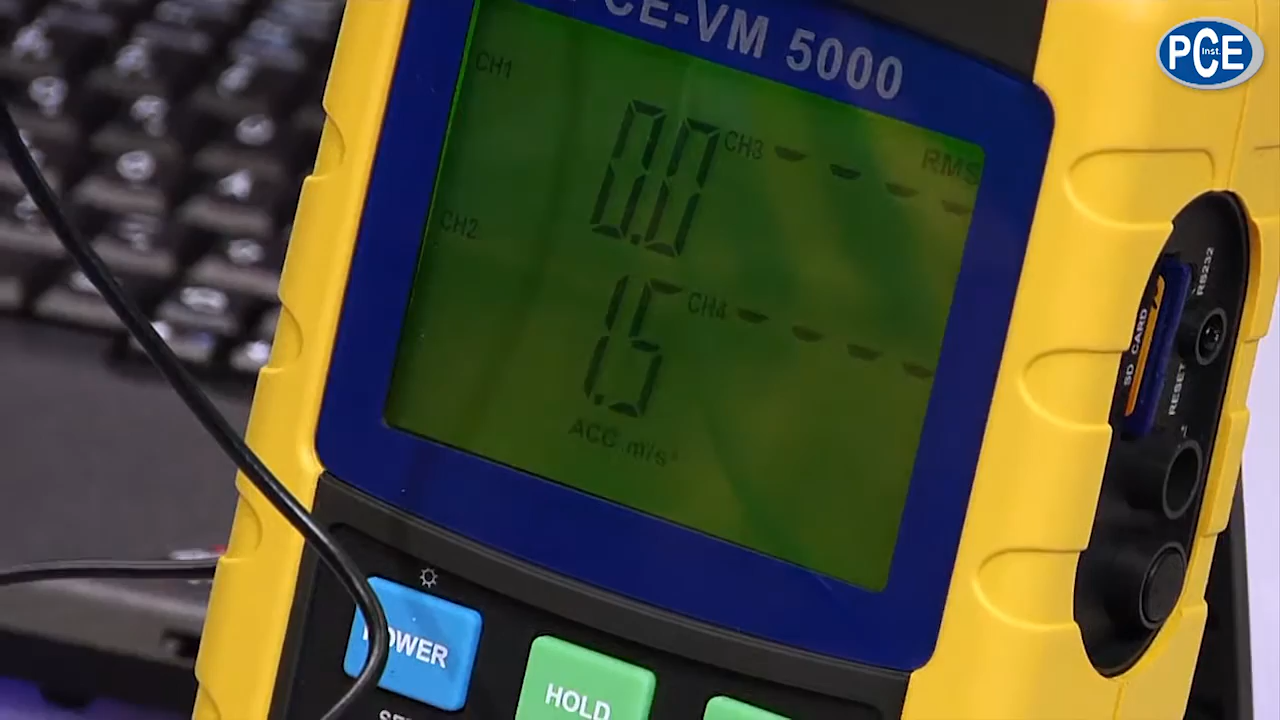 PCE Inst.
PCE-VM 5000
CH1
0.0
CH3 - - - -
RMS
CH2
1.5
CH4 - - - -
ACC m/s²
RS232
SD CARD
RESET
POWER
HOLD